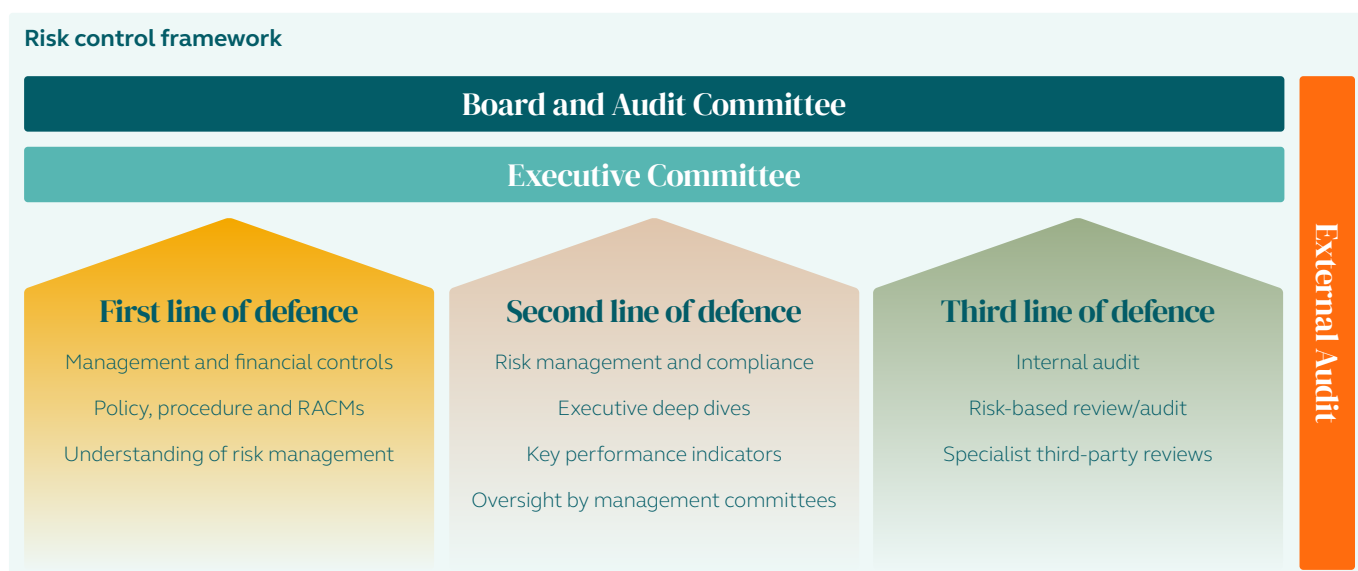 Risk control framework
Board and Audit Committee
Executive Committee
First line of defence
Management and financial controls
Policy, procedure and RACMs
Understanding of risk management
Second line of defence
Risk management and compliance
Executive deep dives
Key performance indicators
Oversight by management committees
Third line of defence
Internal audit
Risk-based review/audit
Specialist third-party reviews
External Audit